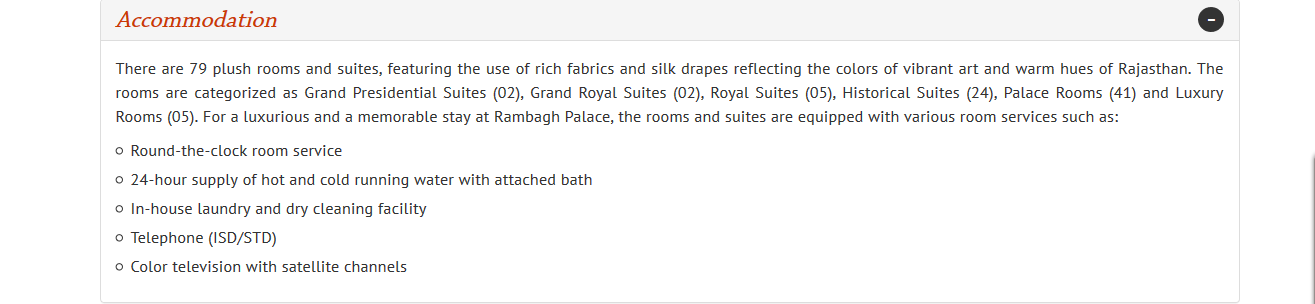 Accommodation
There are 79 plush rooms and suites, featuring the use of rich fabrics and silk drapes reflecting the colors of vibrant art and warm hues of Rajasthan. The
rooms are categorized as Grand Presidential Suites (02), Grand Royal Suites (02), Royal Suites (05), Historical Suites (24), Palace Rooms (41) and Luxury
Rooms (05). For a luxurious and a memorable stay at Rambagh Palace, the rooms and suites are equipped with various room services such as:
Round-the-clock room service
24-hour supply of hot and cold running water with attached bath
In-house laundry and dry cleaning facility
Telephone (ISD/STD)
Color television with satellite channels